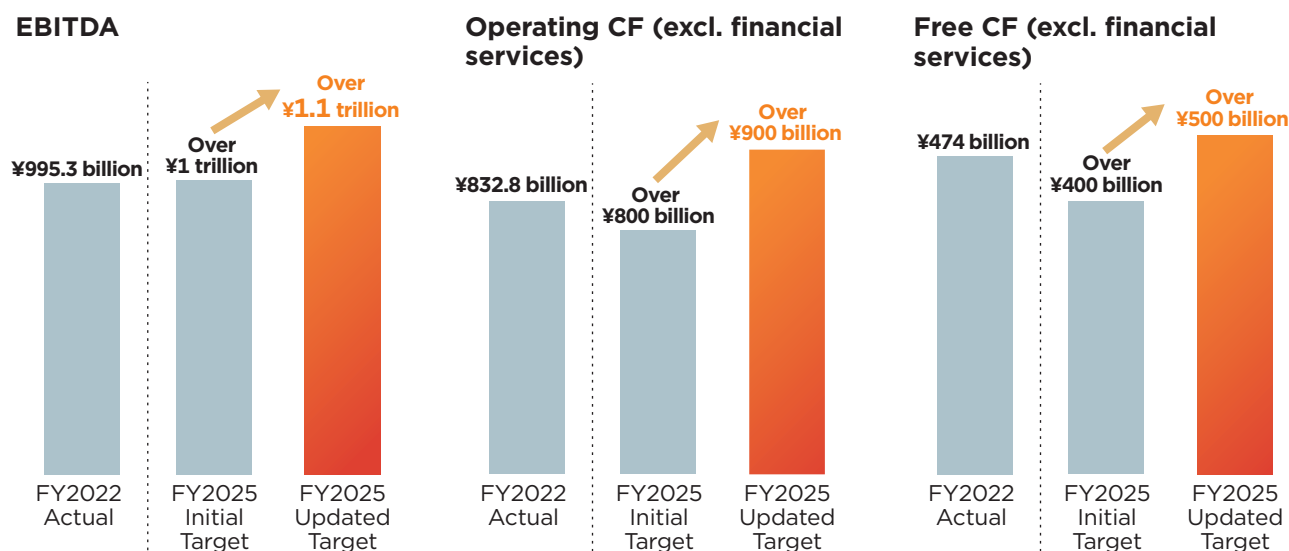 EBITDA
¥995.3 billion
Over
¥1 trillion
Over
¥1.1 trillion
FY2022
Actual
FY2025
Initial
Target
FY2025
Updated
Target
Operating CF (excl. financial
services)
¥832.8 billion
Over
¥800 billion
Over
¥900 billion
FY2022
Actual
FY2025
Initial
Target
FY2025
Updated
Target
Free CF (excl. financial
services)
¥474 billion
Over
¥400 billion
Over
¥500 billion
FY2022
Actual
FY2025
Initial
Target
FY2025
Updated
Target